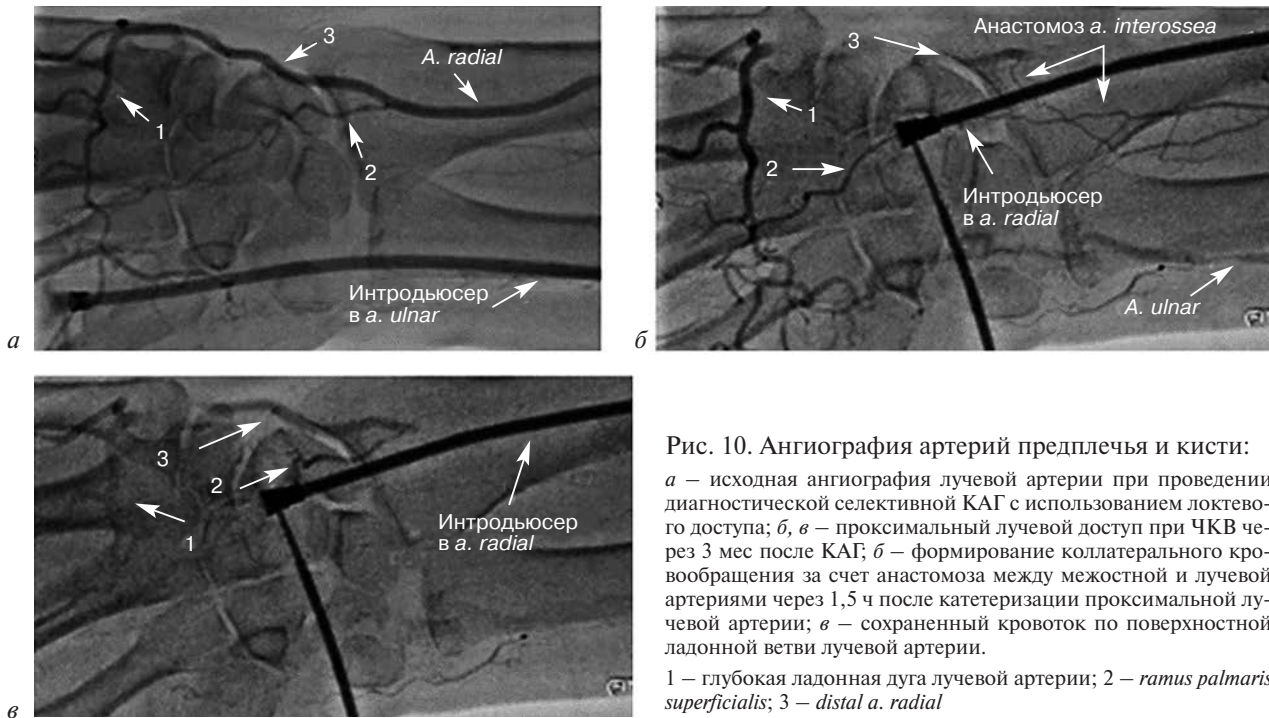 3
A. radial
1
2
Интродьюсер
в a. ulnar
а
Анастомоз a. interossea
3
1
2
Интродьюсер
в a. radial
A. ulnar
б
3
2
1
Интродьюсер
в a. radial
в
Рис. 10. Ангиография артерий предплечья и кисти:
а – исходная ангиография лучевой артерии при проведении
диагностической селективной КАГ с использованием локтево-
го доступа; б, в – проксимальный лучевой доступ при ЧКВ че-
рез 3 мес после КАГ; б – формирование коллатерального кро-
вообращения за счет анастомоза между межостной и лучевой
артериями через 1,5 ч после катетеризации проксимальной лу-
чевой артерии; в – сохраненный кровоток по поверхностной
ладонной ветви лучевой артерии.
1 – глубокая ладонная дуга лучевой артерии; 2 – ramus palmaris
superficialis; 3 – distal a. radial